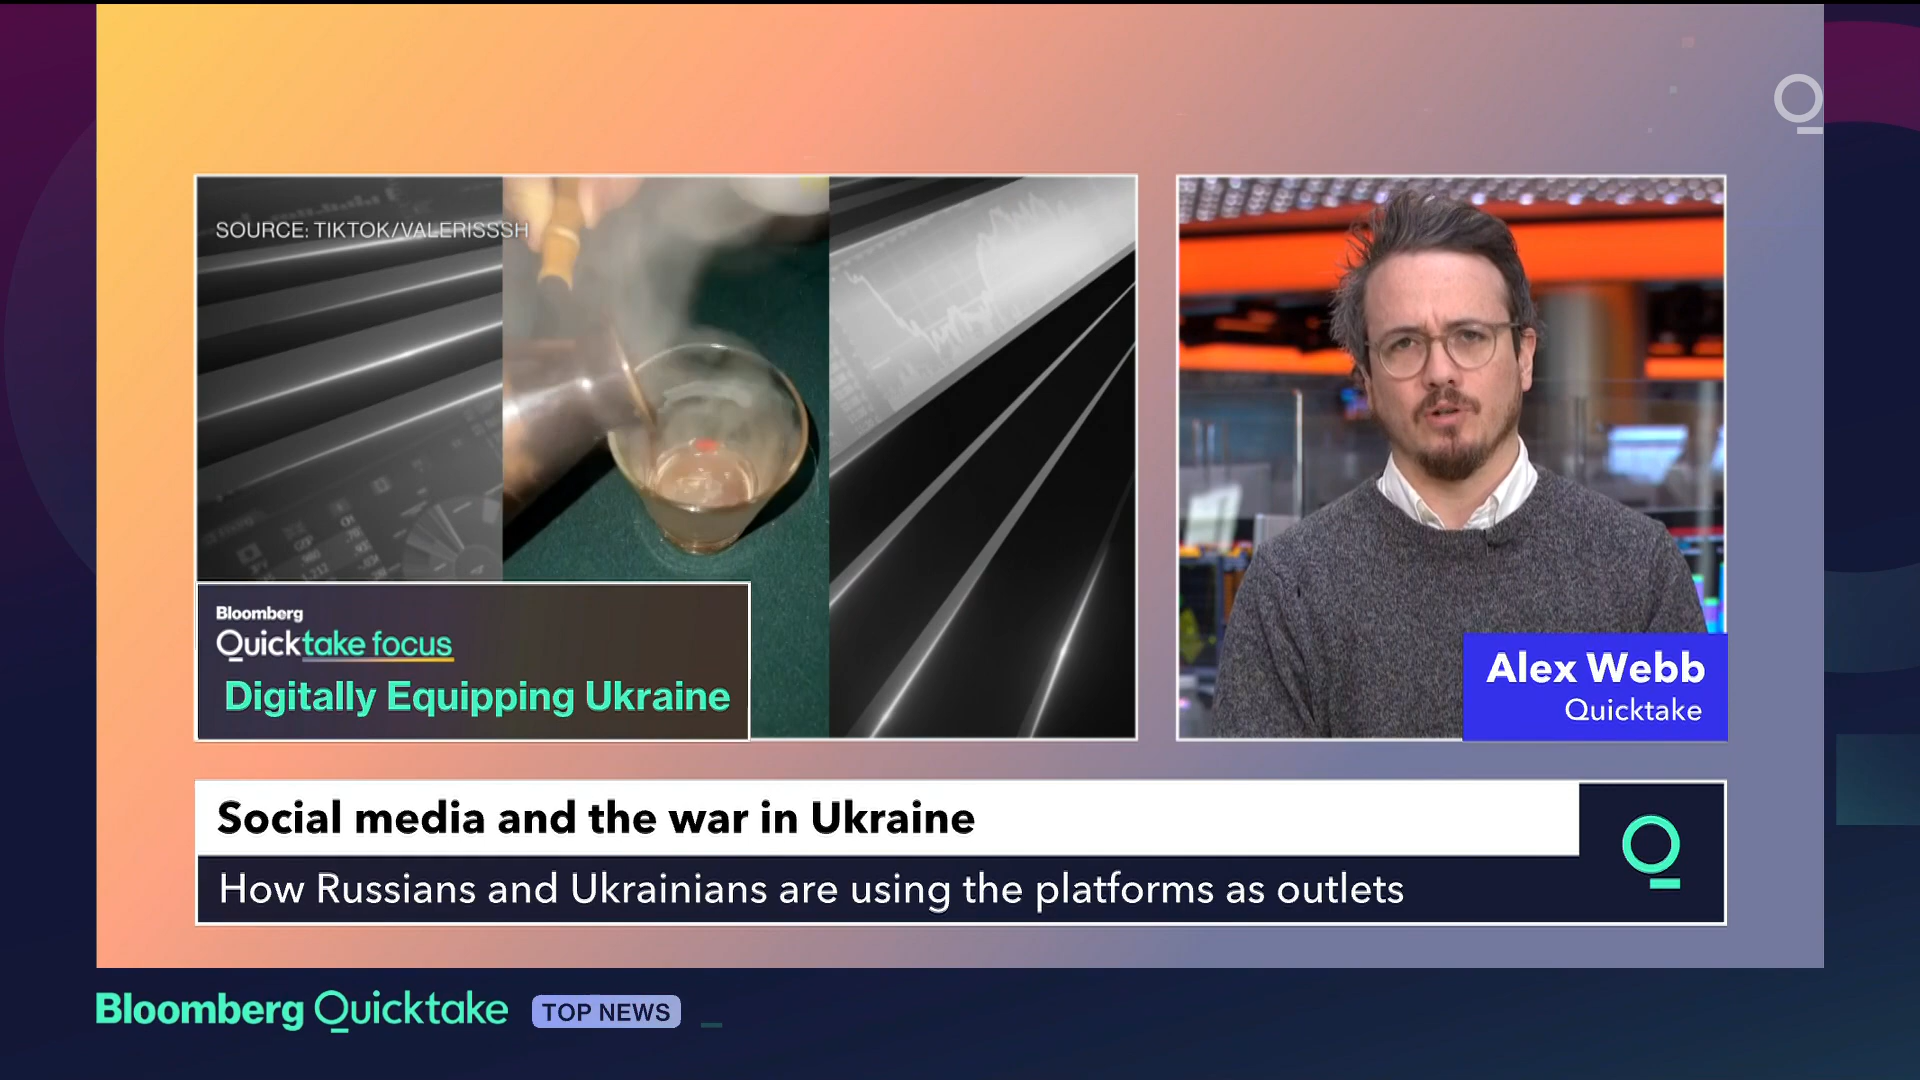 SOURCE: TIKTOK/VALERISSSH
Bloomberg
Quicktake focus
Digitally Equipping Ukraine
Alex Webb
Quicktake
Social media and the war in Ukraine
How Russians and Ukrainians are using the platforms as outlets
Bloomberg Quicktake TOP NEWS